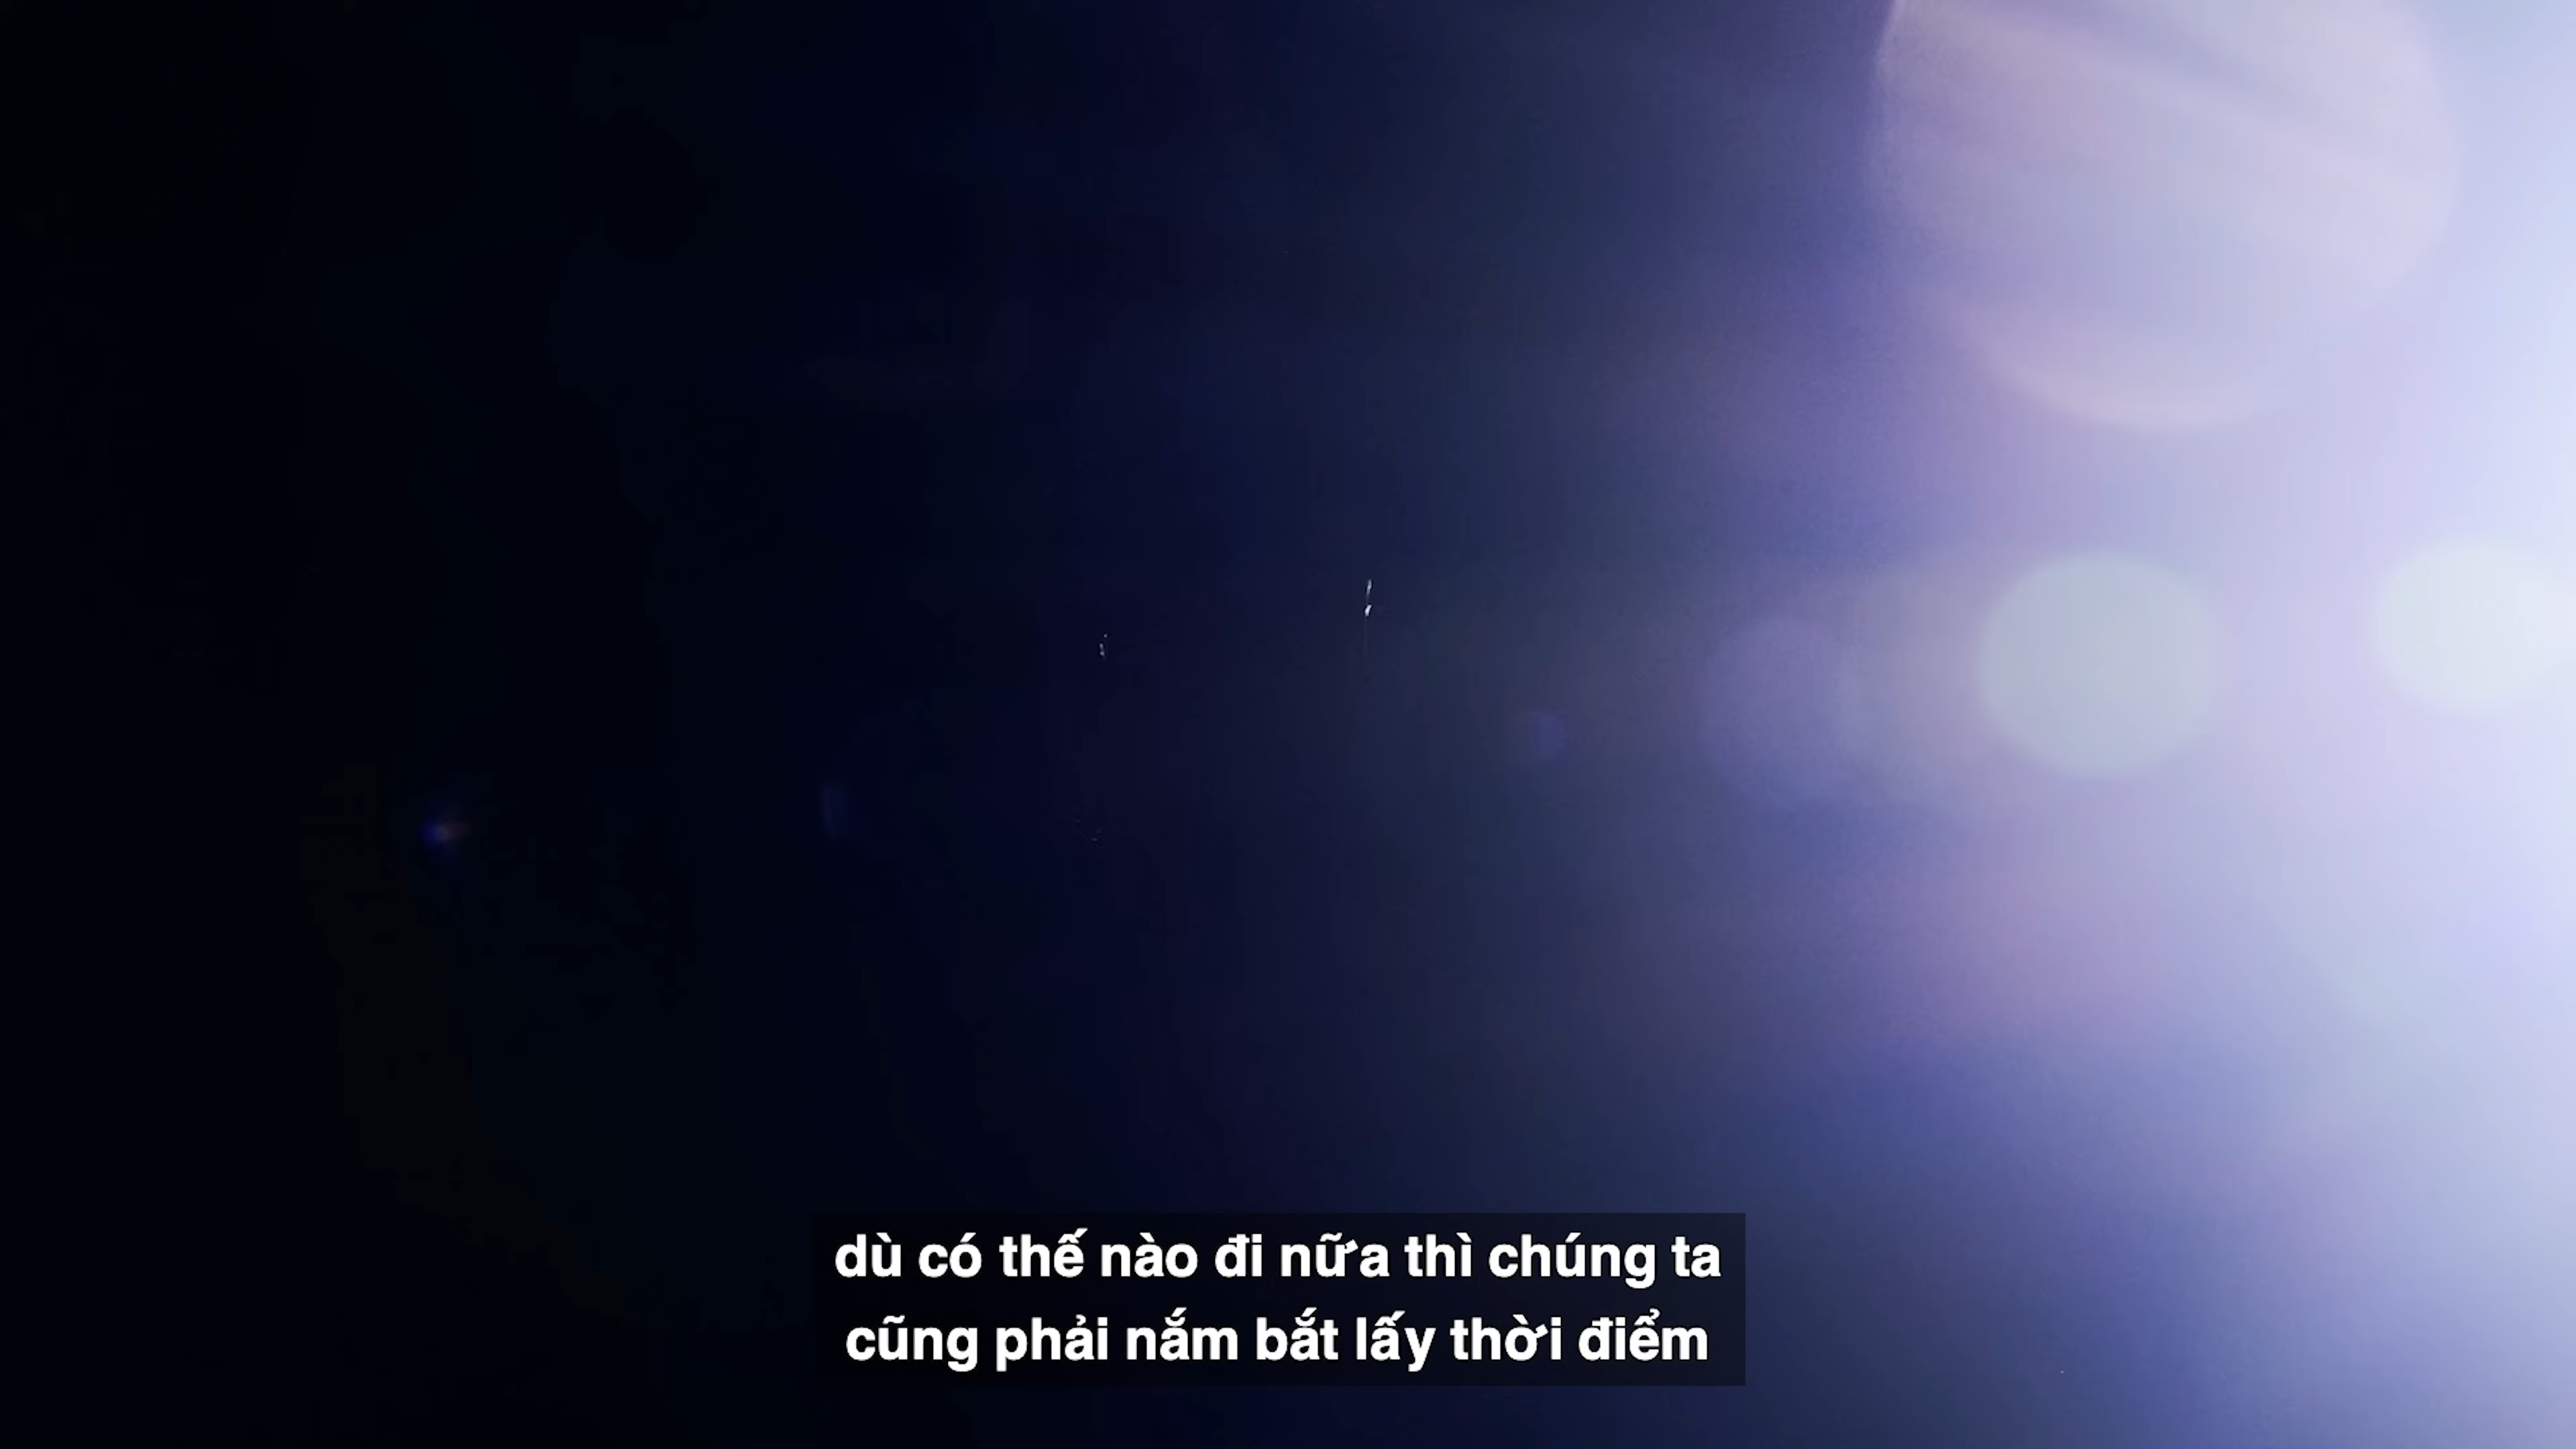 dù có thế nào đi nữa thì chúng ta
cũng phải nắm bắt lấy thời điểm